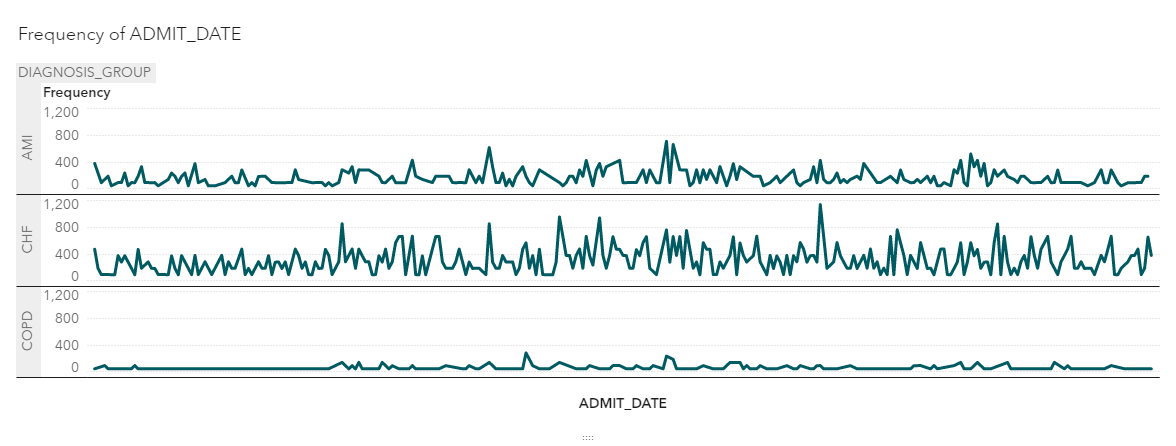 Frequency of ADMIT_DATE
DIAGNOSIS_GROUP
Frequency
AMI
1,200
800
400
0
CHF
1,200
800
400
0
COPD
1,200
800
400
0
ADMIT_DATE